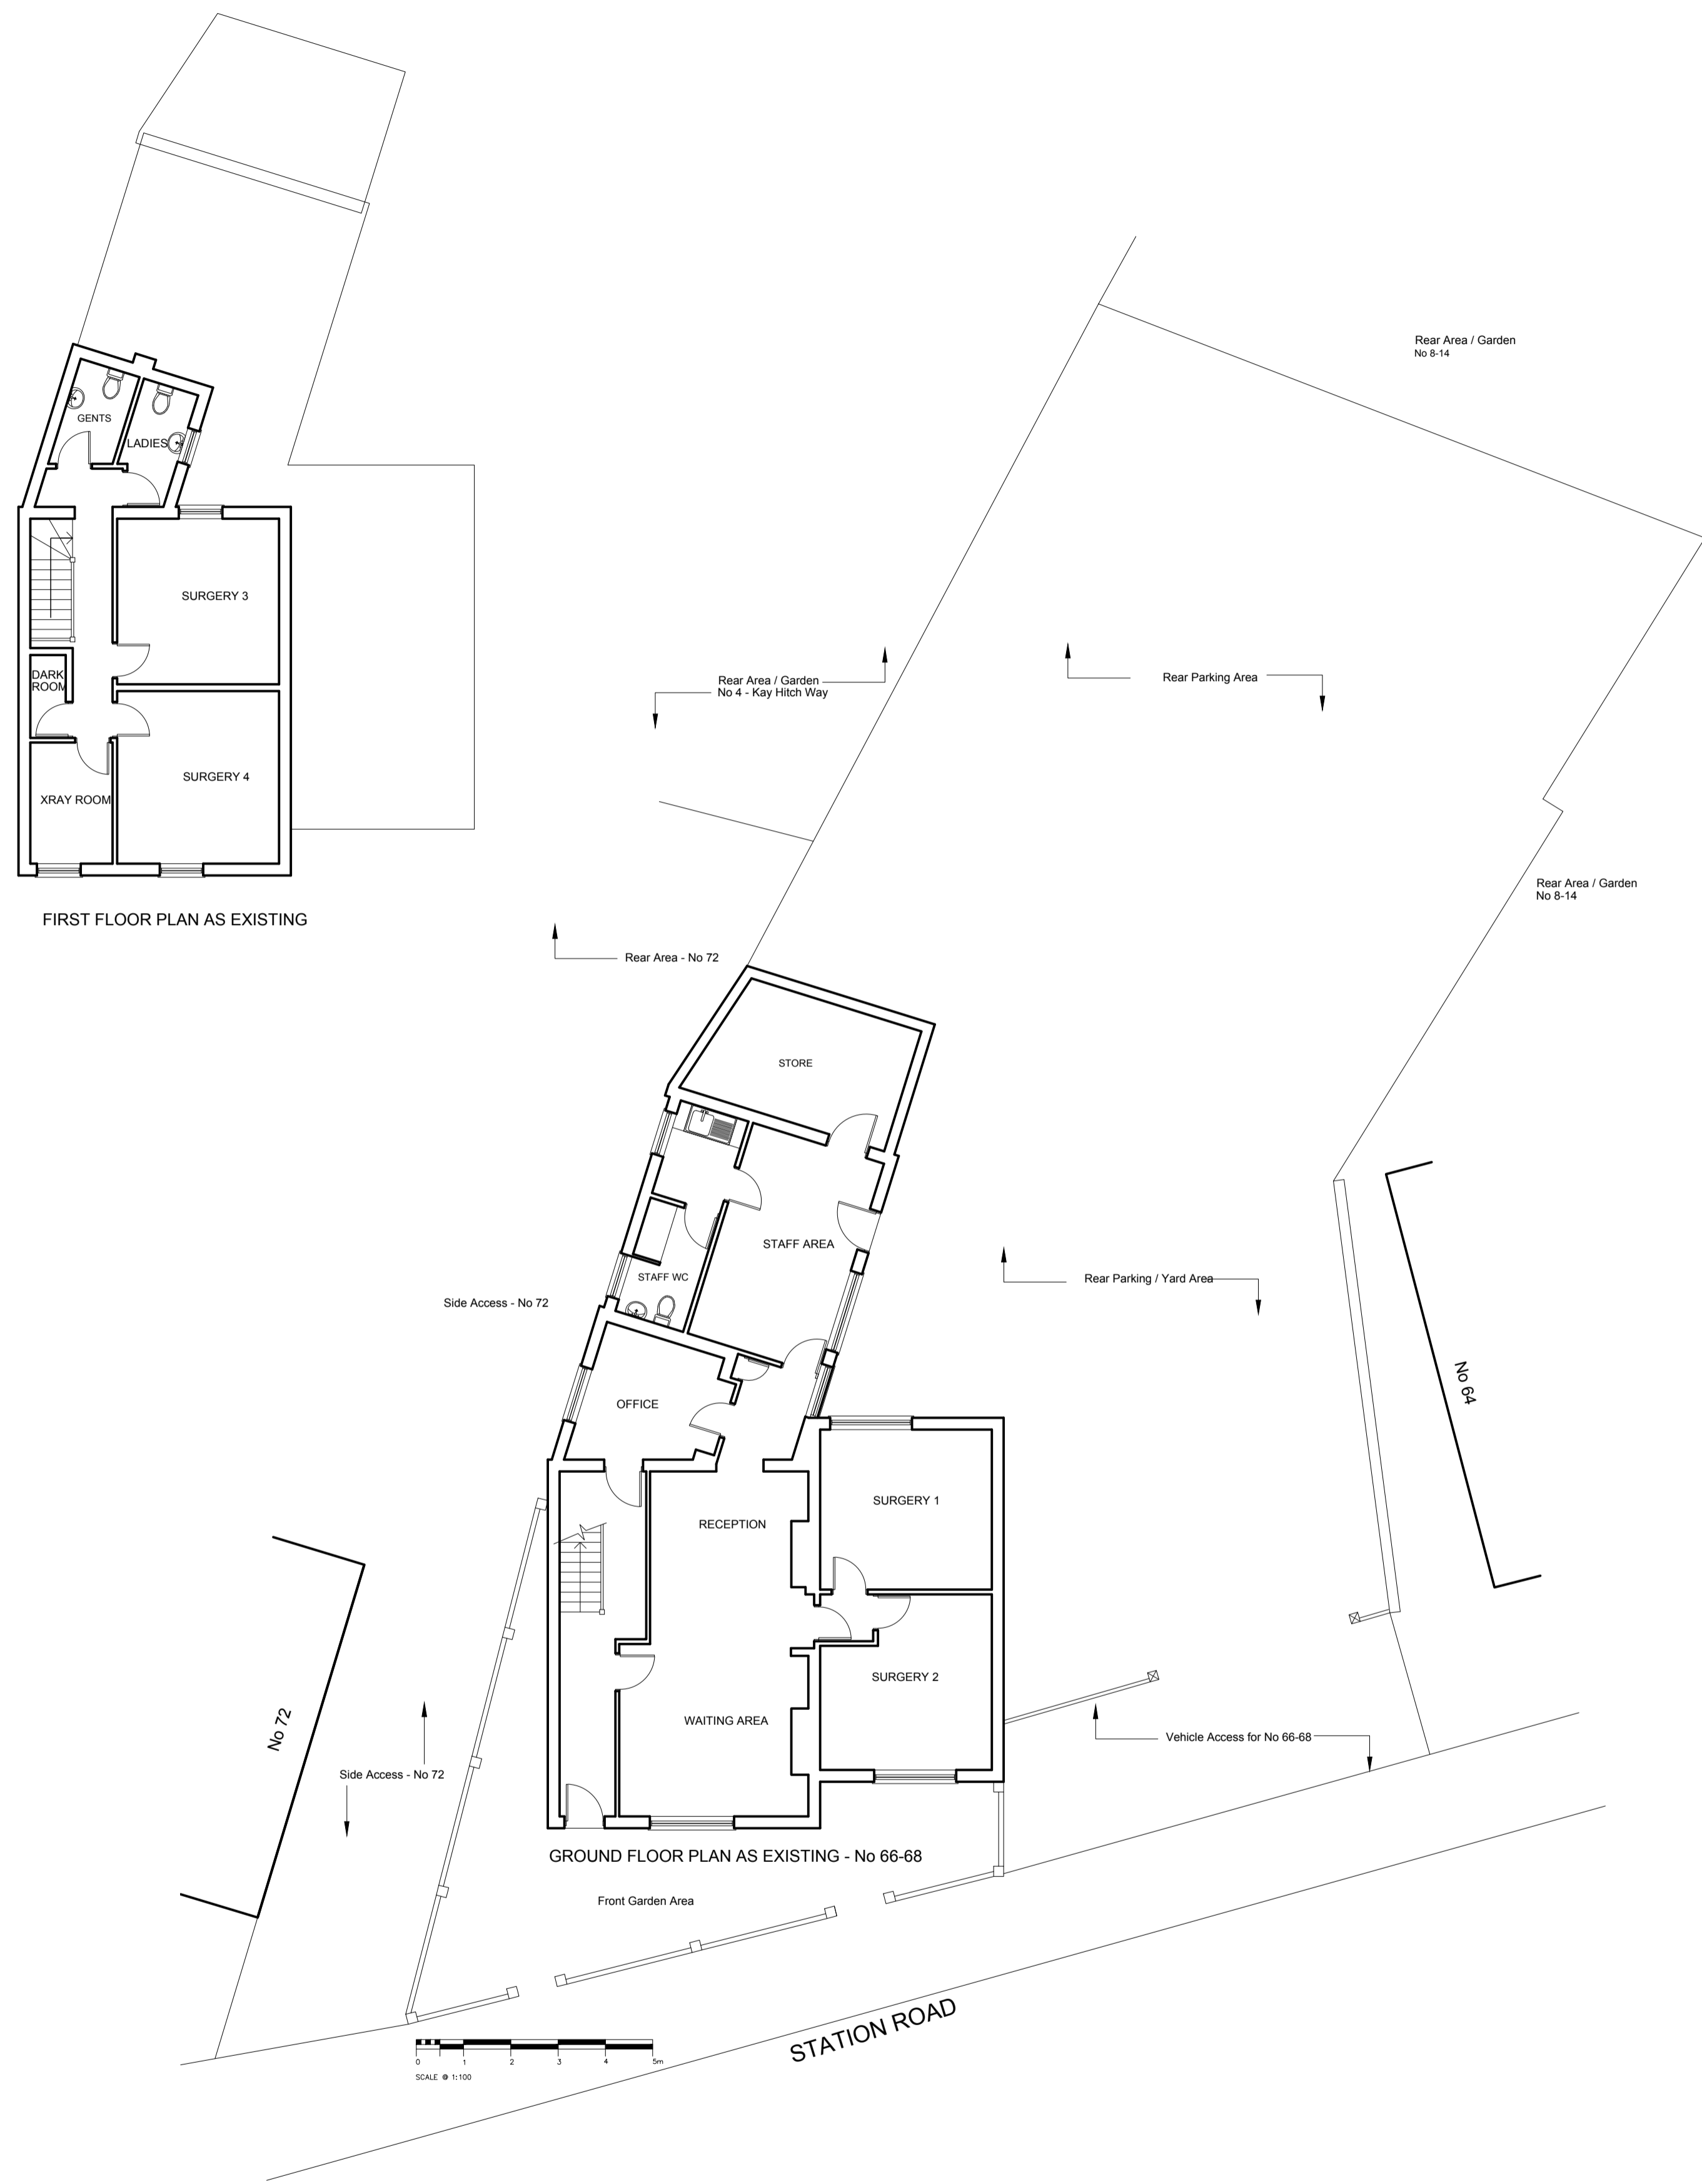 Rear Area / Garden
No 8-14
GENTS
LADIES
SURGERY 3
DARK
ROOM
SURGERY 4
XRAY ROOM
FIRST FLOOR PLAN AS EXISTING
Rear Area / Garden
No 4 - Kay Hitch Way
Rear Parking Area
Rear Area / Garden
No 8-14
Rear Area - No 72
STORE
STAFF AREA
STAFF WC
Side Access - No 72
Rear Parking / Yard Area
No 64
OFFICE
RECEPTION
SURGERY 1
SURGERY 2
WAITING AREA
No 72
Side Access - No 72
Vehicle Access for No 66-68
GROUND FLOOR PLAN AS EXISTING - No 66-68
Front Garden Area
STATION ROAD
0 1 2 3 4 5m
SCALE @ 1:100